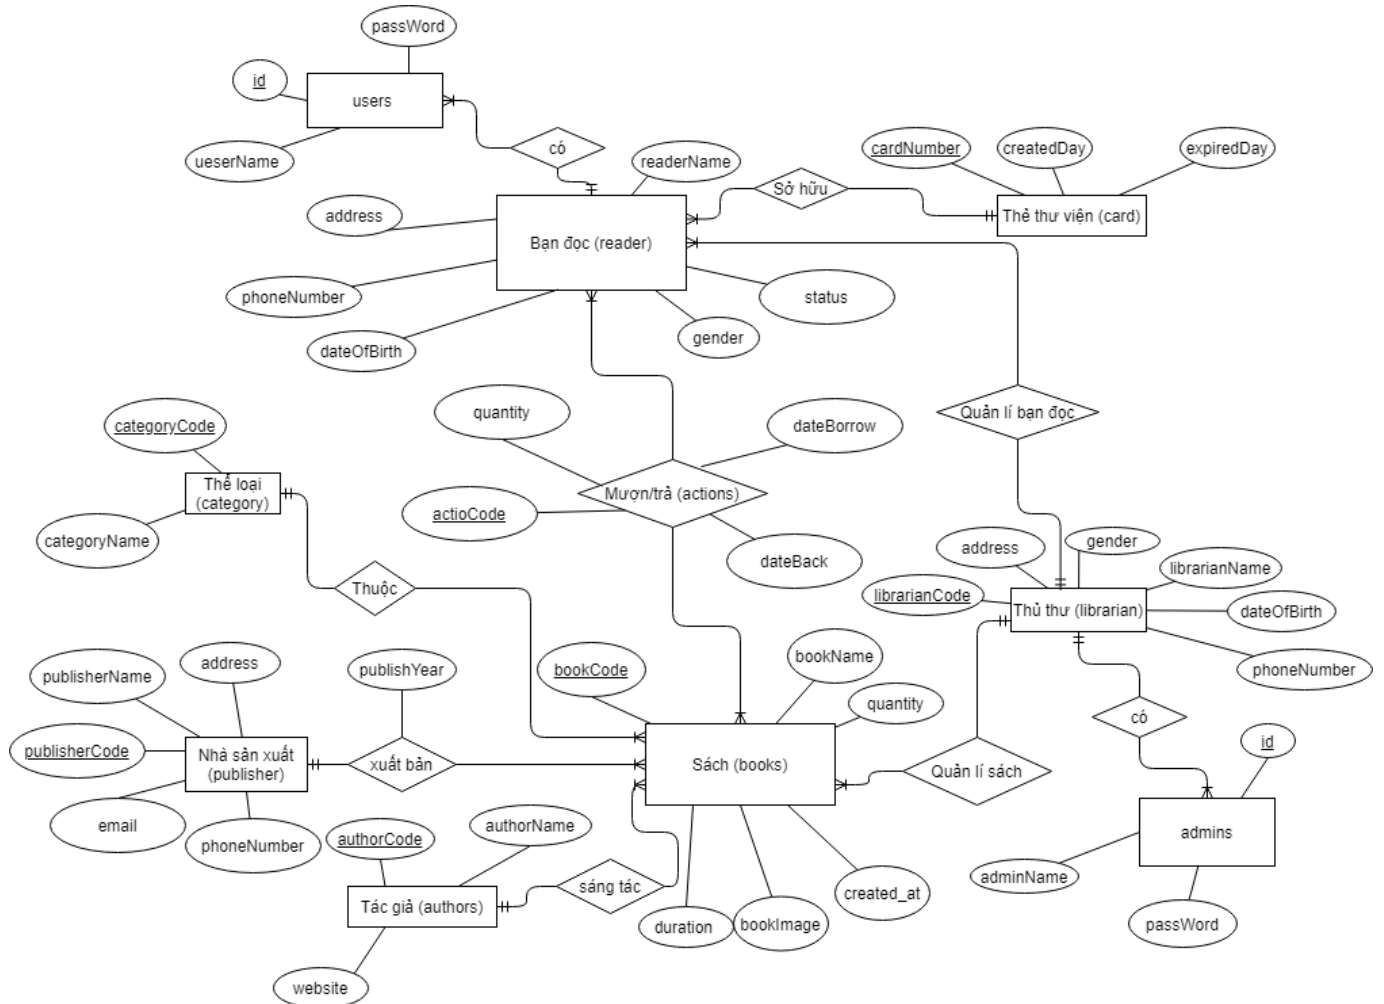 passWord
id
users
ueserName
có
readerName
cardNumber
createdDay
expiredDay
Sở hữu
Thẻ thư viện (card)
address
Bạn đọc (reader)
phoneNumber
status
dateOfBirth
gender
quantity
dateBorrow
Quản lí bạn đọc
categoryCode
Thể loại
(category)
Mượn/trả (actions)
actioCode
categoryName
dateBack
address
gender
librarianName
Thuộc
librarianCode
Thủ thư (librarian)
dateOfBirth
phoneNumber
address
publisherName
publishYear
bookCode
bookName
quantity
có
id
publisherCode
Nhà sản xuất
(publisher)
xuất bản
Sách (books)
Quản lí sách
email
phoneNumber
authorCode
authorName
admins
adminName
sáng tác
created_at
Tác giả (authors)
duration
bookImage
passWord
website